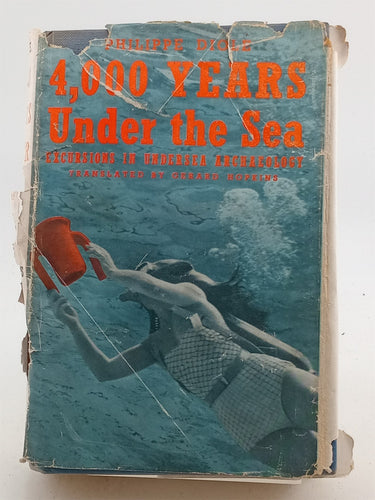 PHILIPPE DIOLÉ
4,000 YEARS
Under the Sea
EXCURSIONS IN UNDERSEA ARCHAEOLOGY
TRANSLATED BY GERARD HOPKINS